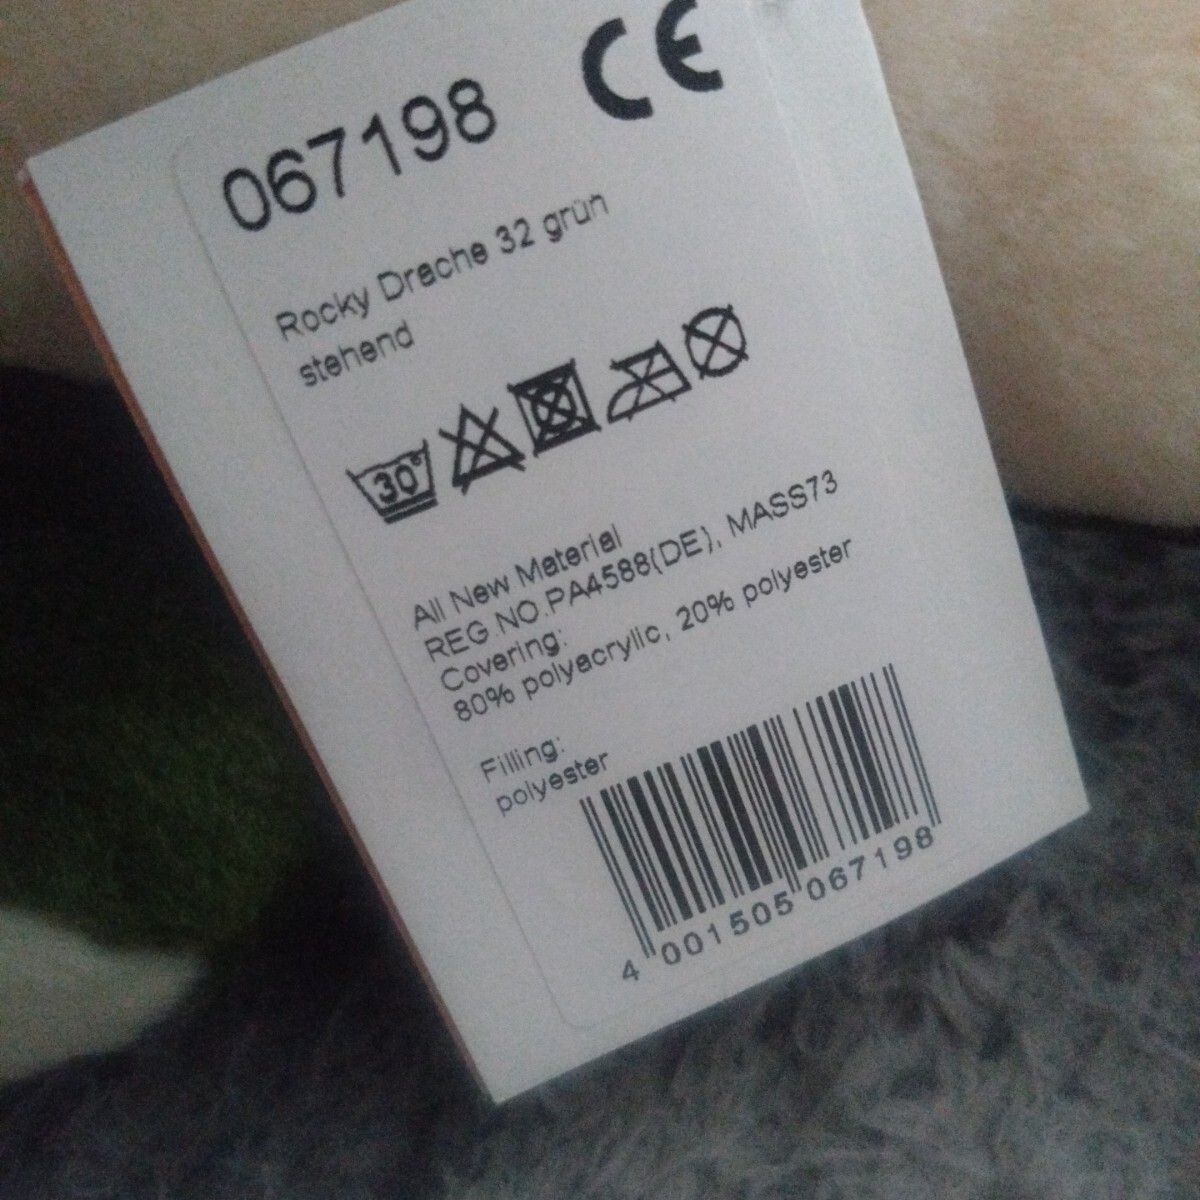 067198 CE
Rocky Drache 32 grün
stehend
30°
All New Material
REG.NO.PA4588(DE), MASS73
Covering:
80% polyacrylic, 20% polyester
Filling:
polyester
4 001505 067198